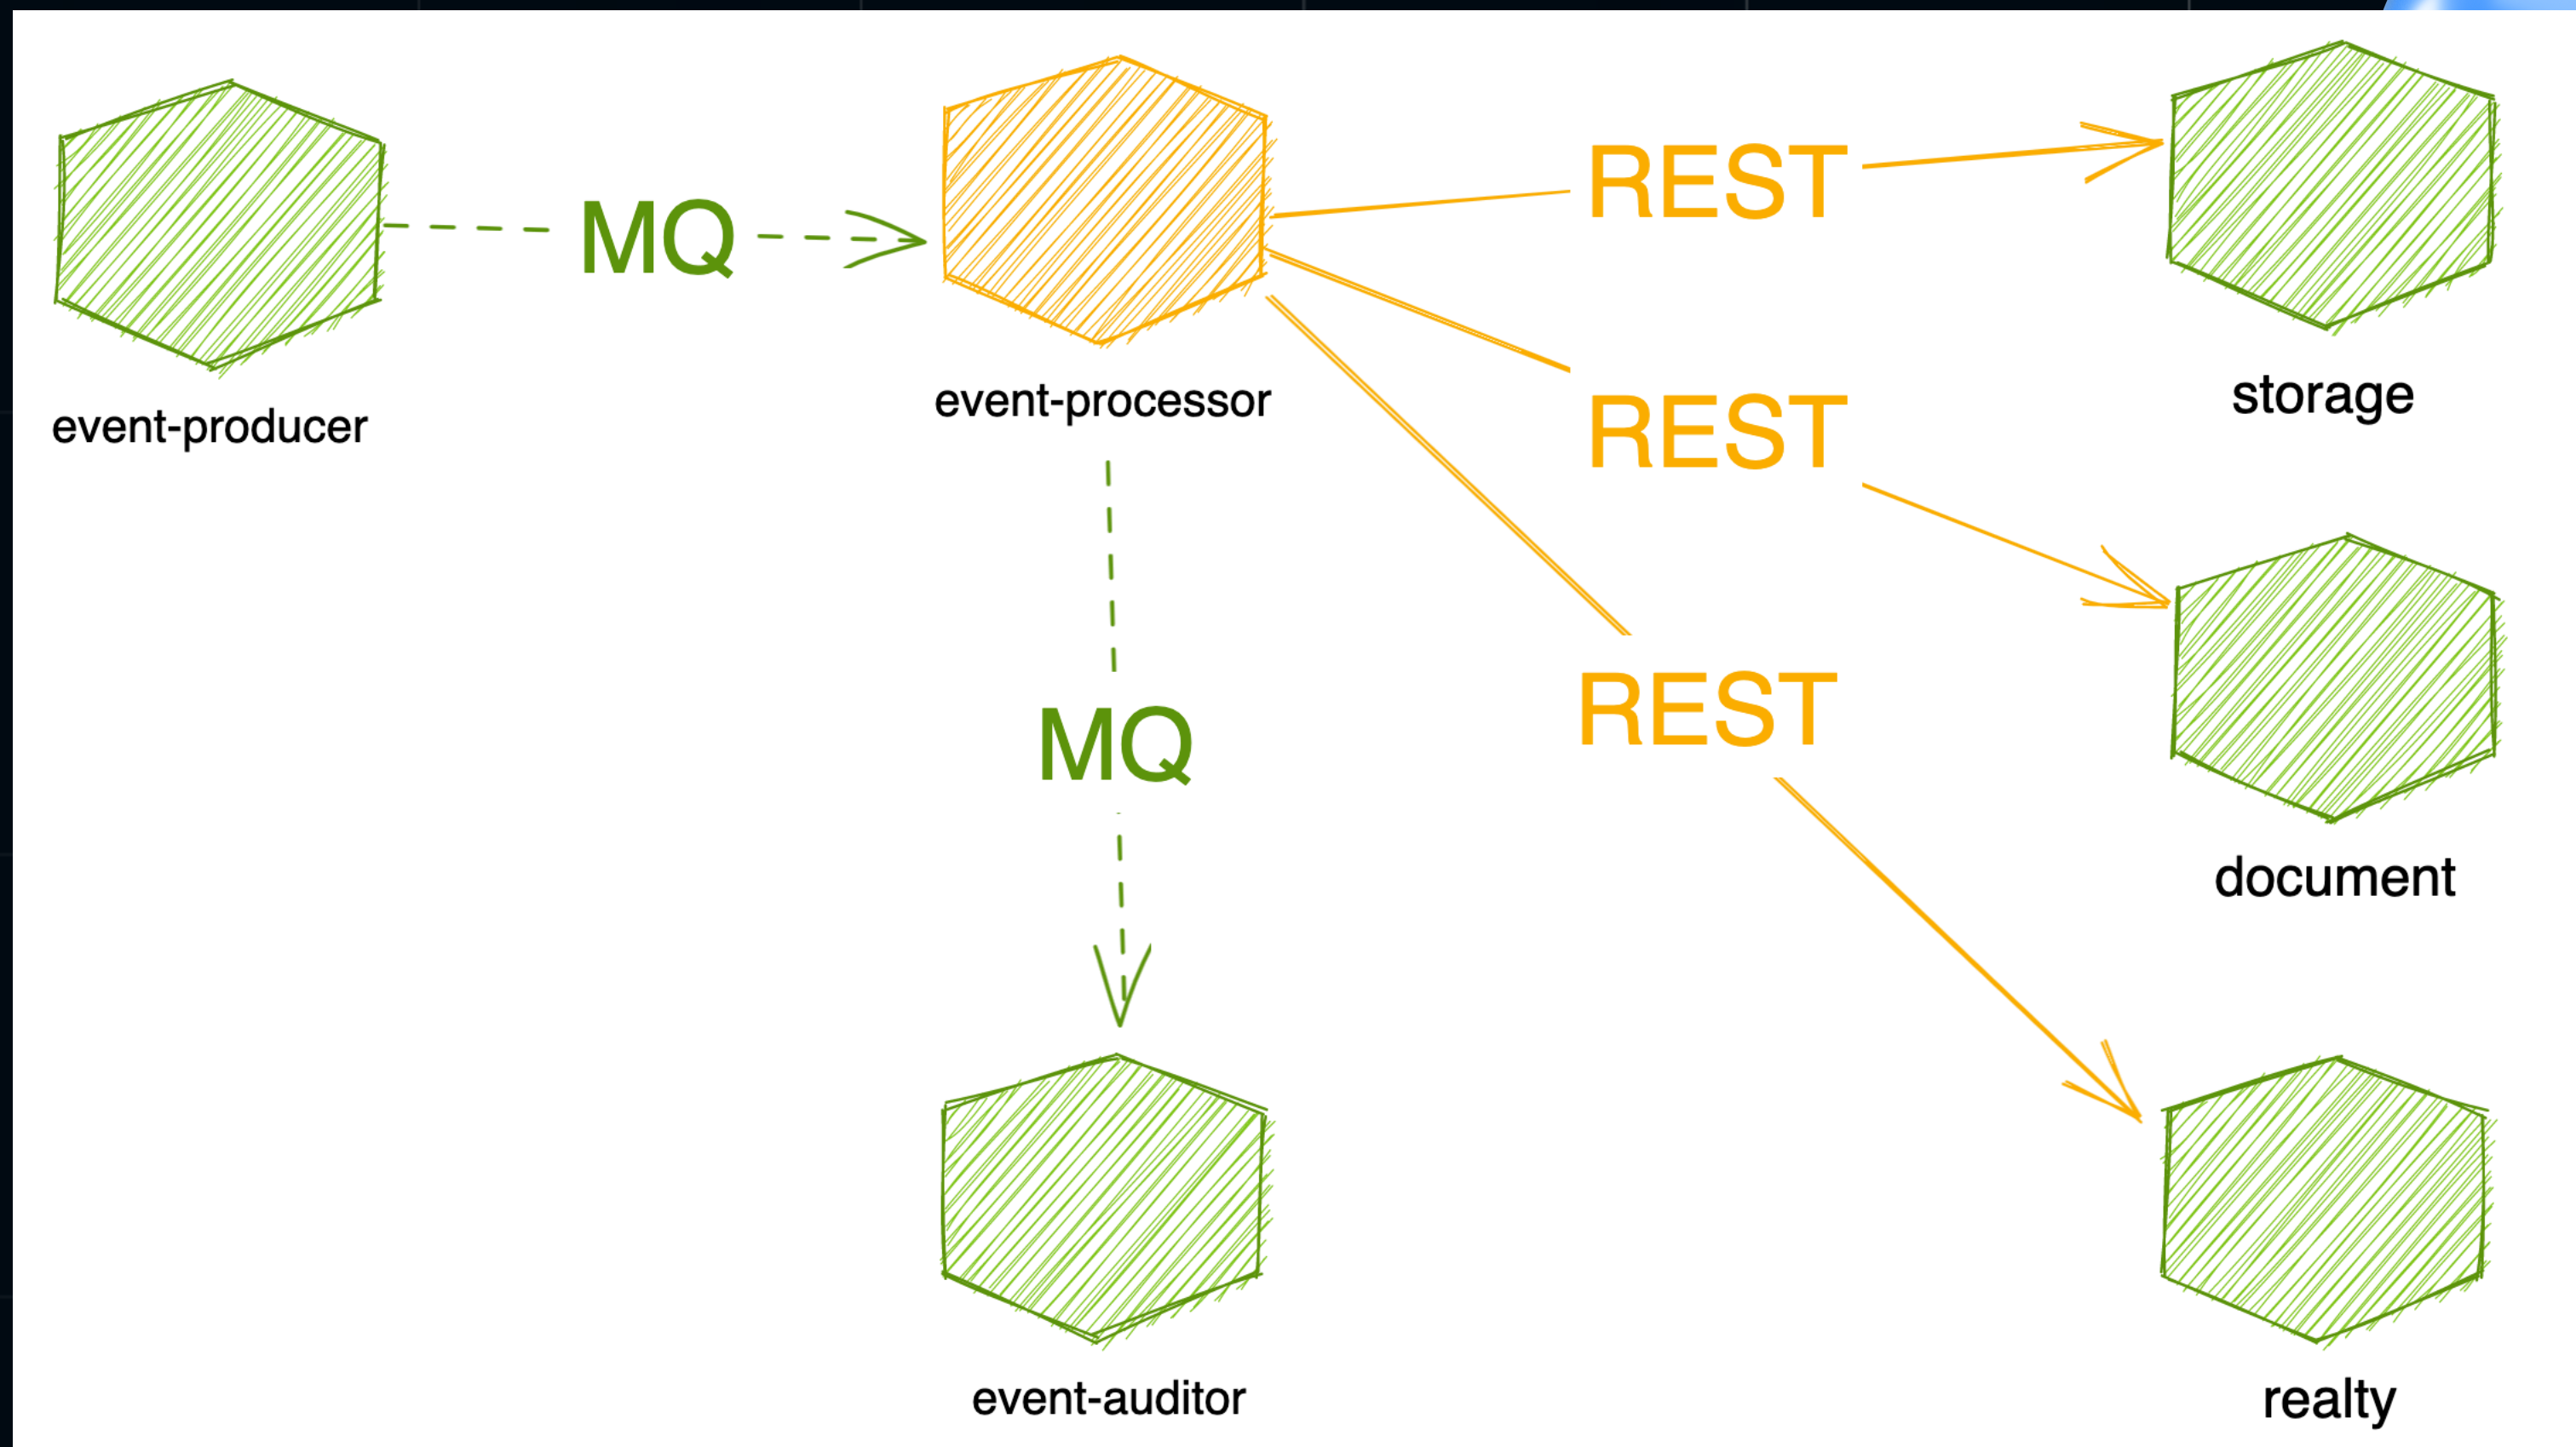 MQ
event-producer
event-processor
REST
storage
REST
document
MQ
REST
event-auditor
realty